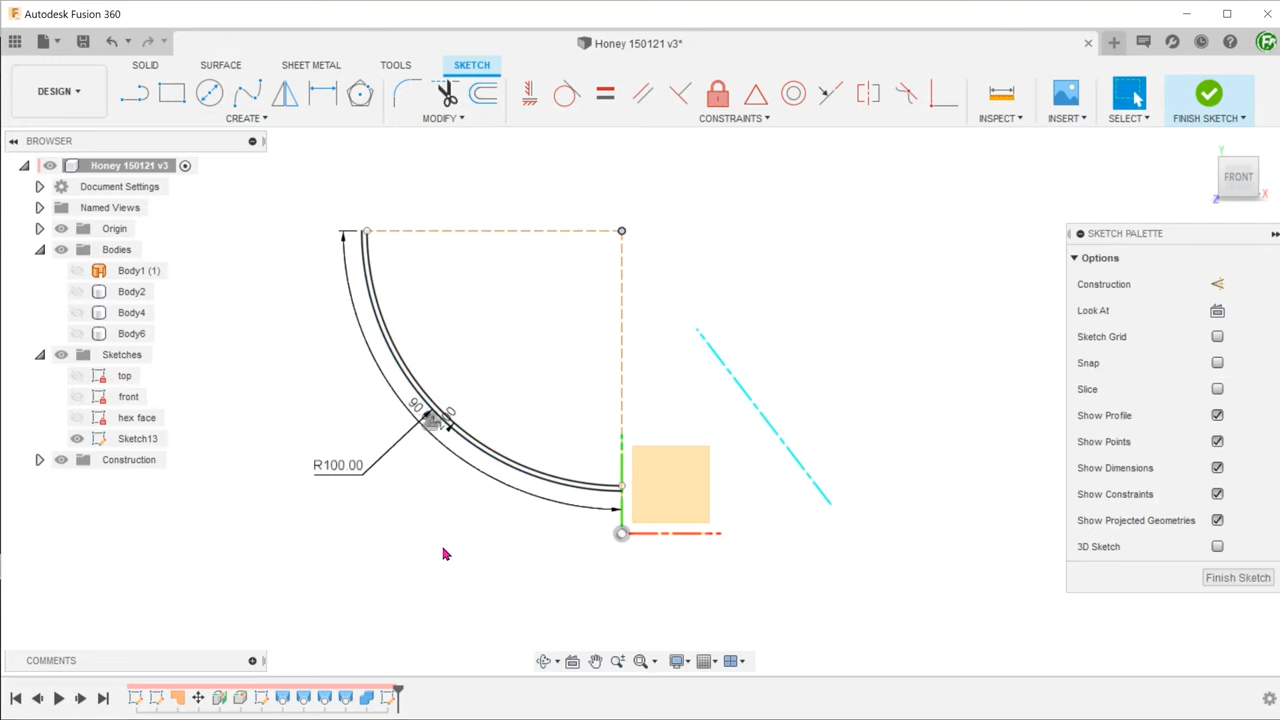 Autodesk Fusion 360
Honey 150121 v3*
DESIGN
SOLID
SURFACE
SHEET METAL
TOOLS
SKETCH
CREATE
MODIFY
CONSTRAINTS
INSPECT
INSERT
SELECT
FINISH SKETCH
BROWSER
Honey 150121 v3
Document Settings
Named Views
Origin
Bodies
Body1 (1)
Body2
Body4
Body6
Sketches
top
front
hex face
Sketch13
Construction
R100.00
Y
FRONT
X
Z
SKETCH PALETTE
Options
Construction
Look At
Sketch Grid
Snap
Slice
Show Profile
Show Points
Show Dimensions
Show Constraints
Show Projected Geometries
3D Sketch
Finish Sketch
COMMENTS